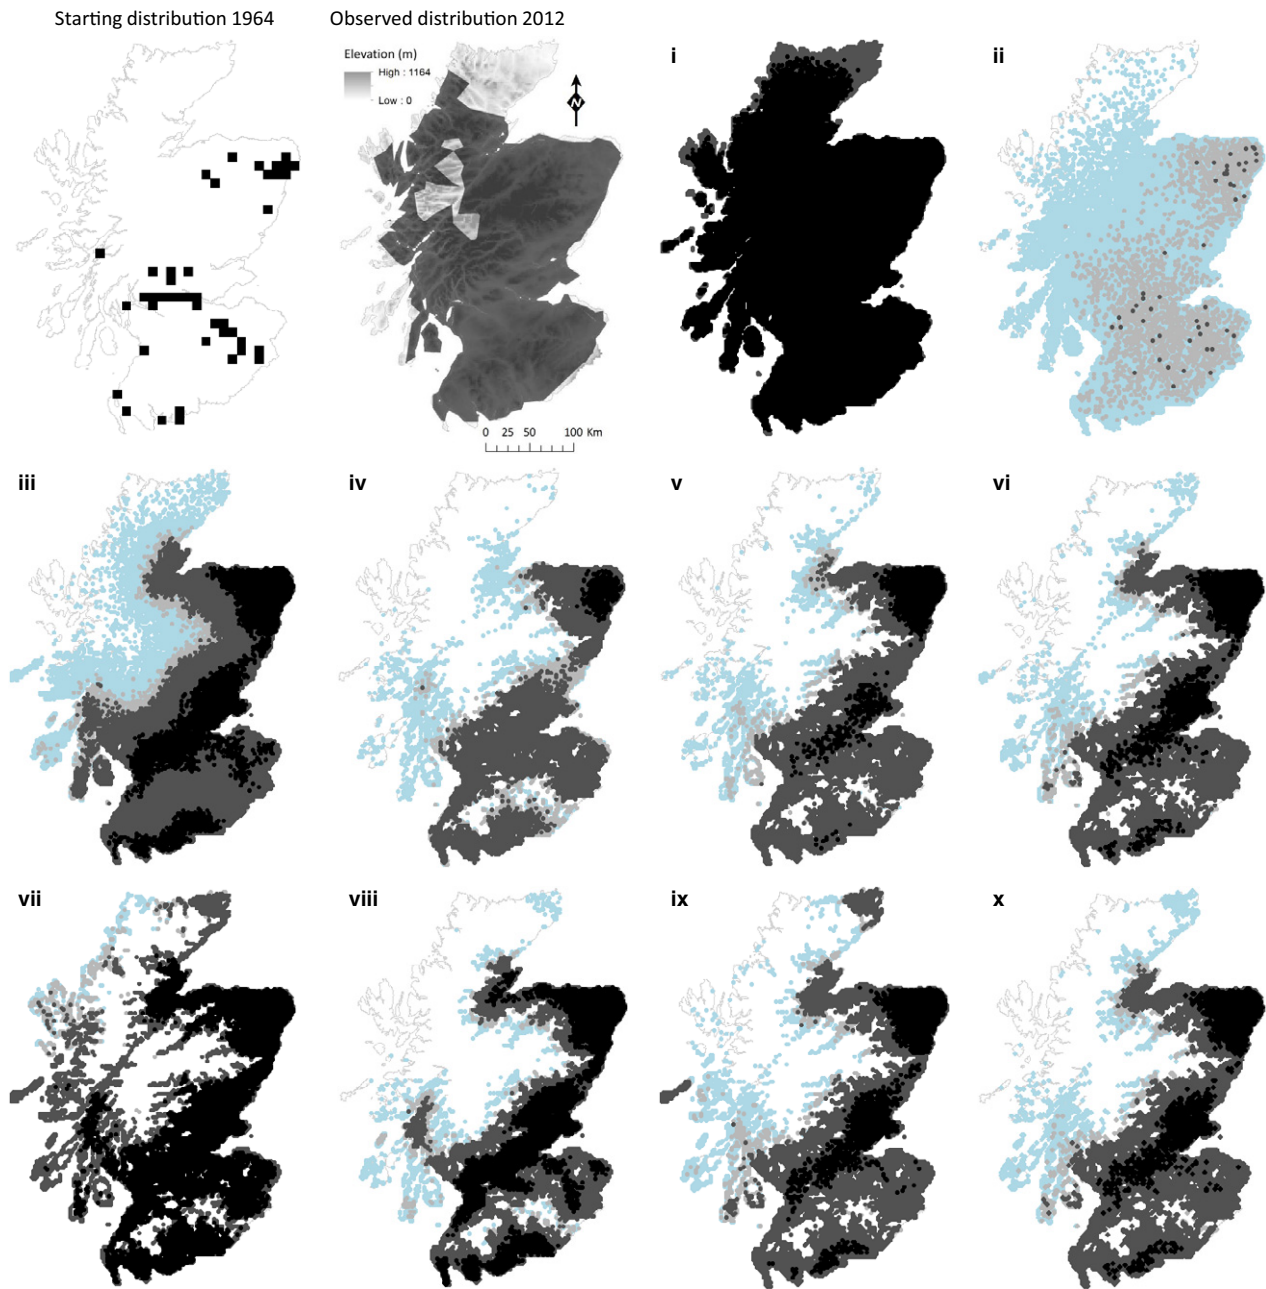 Starting distribution 1964
Observed distribution 2012
Elevation (m)
High : 1164
Low : 0
N
0 25 50 100 Km
i
ii
iii
iv
v
vi
vii
viii
ix
x